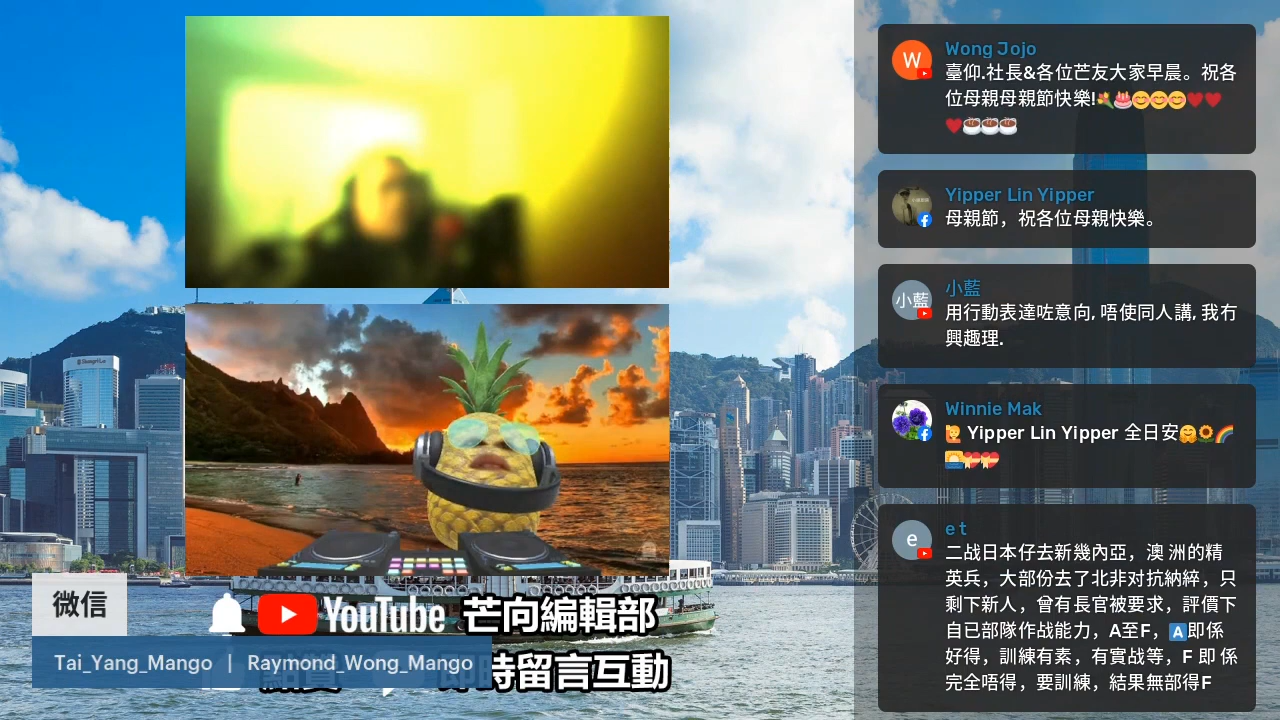 Wong Jojo
W
臺仰.社長&各位芒友大家早晨。祝各
位母親母親節快樂!💐🎂😊😊😊❤️❤️
❤️☕☕☕
Yipper Lin Yipper
母親節，祝各位母親快樂。
小藍
小藍
用行動表達咗意向, 唔使同人講, 我冇
興趣理.
Winnie Mak
🙋 Yipper Lin Yipper 全日安🤗🌻🌈
🌅💝💝
e t
e
二战日本仔去新幾內亞，澳 洲的精
英兵，大部份去了北非対抗納綷，只
剩下新人，曾有長官被要求，評價下
自已部隊作战能力，A至F，🅰即係
好得，訓練有素，有實战等，F 即 係
完全唔得，要訓練，結果無部得F
微信
Tai_Yang_Mango | Raymond_Wong_Mango
YouTube 芒向編輯部
即時留言互動